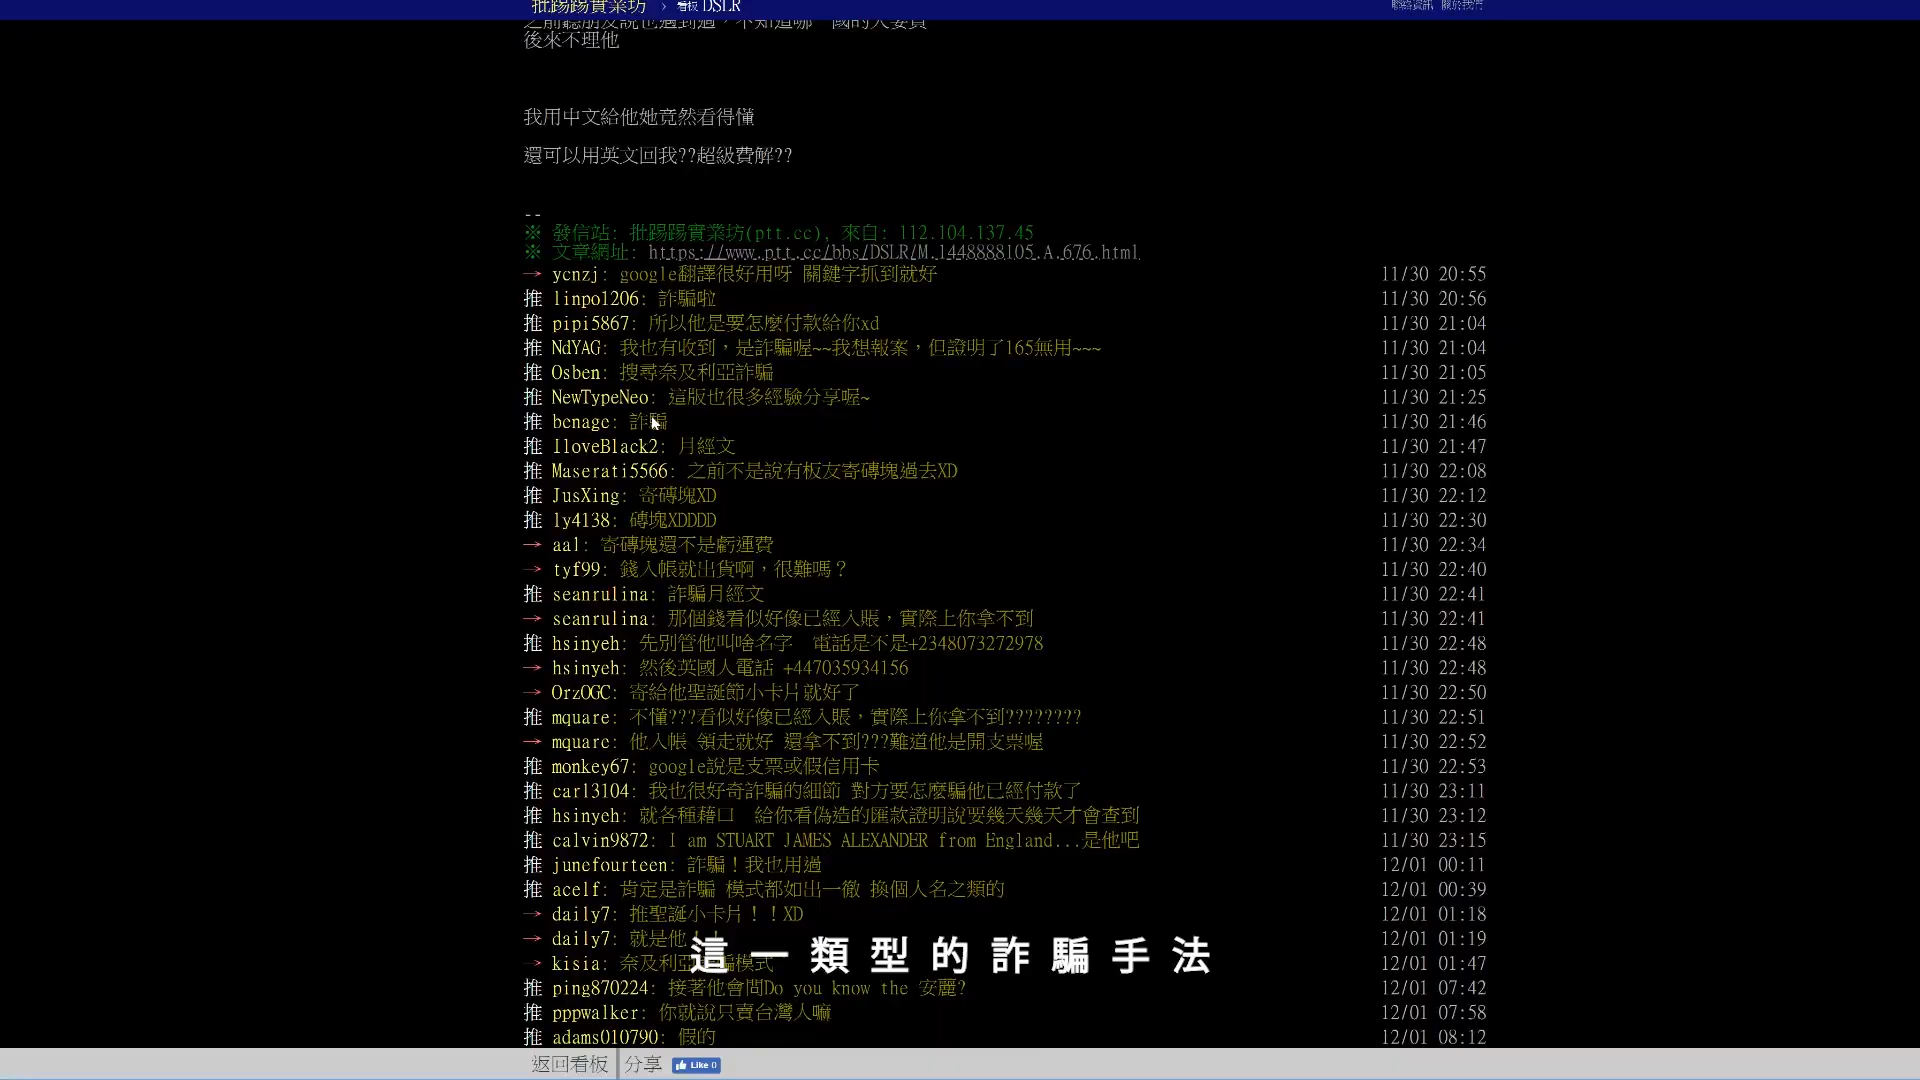 批踢踢實業坊 › 看板 DSLR 聯絡資訊 關於我們
後來不理他
我用中文給他她竟然看得懂
還可以用英文回我??超級費解??
--
※ 發信站: 批踢踢實業坊(ptt.cc), 來自: 112.104.137.45
※ 文章網址: https://www.ptt.cc/bbs/DSLR/M.1448888105.A.676.html
→ ycnzj: google翻譯很好用呀 關鍵字抓到就好 11/30 20:55
推 linpo1206: 詐騙啦 11/30 20:56
推 pipi5867: 所以他是要怎麼付款給你xd 11/30 21:04
推 NdYAG: 我也有收到，是詐騙喔~~我想報案，但證明了165無用~~~ 11/30 21:04
推 Osben: 搜尋奈及利亞詐騙 11/30 21:05
推 NewTypeNeo: 這版也很多經驗分享喔~ 11/30 21:25
推 benage: 詐騙 11/30 21:46
推 IloveBlack2: 月經文 11/30 21:47
推 Maserati5566: 之前不是說有板友寄磚塊過去XD 11/30 22:08
推 JusXing: 寄磚塊XD 11/30 22:12
推 ly4138: 磚塊XDDDD 11/30 22:30
→ aal: 寄磚塊還不是虧運費 11/30 22:34
→ tyf99: 錢入帳就出貨啊，很難嗎？ 11/30 22:40
推 seanrulina: 詐騙月經文 11/30 22:41
→ seanrulina: 那個錢看似好像已經入賬，實際上你拿不到 11/30 22:41
推 hsinyeh: 先別管他叫啥名字 電話是不是+2348073272978 11/30 22:48
→ hsinyeh: 然後英國人電話 +447035934156 11/30 22:48
→ OrzOGC: 寄給他聖誕節小卡片就好了 11/30 22:50
推 mquare: 不懂???看似好像已經入賬，實際上你拿不到???????? 11/30 22:51
→ mquare: 他入帳 領走就好 還拿不到???難道他是開支票喔 11/30 22:52
推 monkey67: google說是支票或假信用卡 11/30 22:53
推 carl3104: 我也很好奇詐騙的細節 對方要怎麼騙他已經付款了 11/30 23:11
推 hsinyeh: 就各種藉口 給你看偽造的匯款證明說要幾天幾天才會查到 11/30 23:12
推 calvin9872: I am STUART JAMES ALEXANDER from England...是他吧 11/30 23:15
推 junefourteen: 詐騙！我也用過 12/01 00:11
推 acelf: 肯定是詐騙 模式都如出一徹 換個人名之類的 12/01 00:39
→ daily7: 推聖誕小卡片！！XD 12/01 01:18
→ daily7: 就是他！！ 12/01 01:19
這一類型的詐騙手法
→ kisia: 奈及利亞詐騙模式 12/01 01:47
推 ping870224: 接著他會問Do you know the 安麗? 12/01 07:42
推 pppwalker: 你就說只賣台灣人嘛 12/01 07:58
推 adams010790: 假的 12/01 08:12
返回看板 分享 Like 0